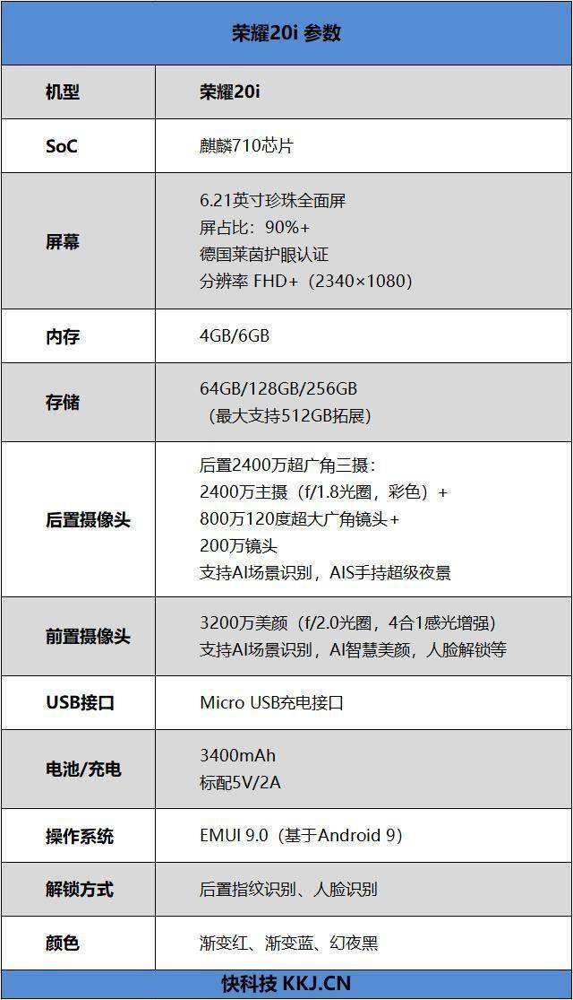 荣耀20i 参数
机型
荣耀20i
SoC
麒麟710芯片
屏幕
6.21英寸珍珠全面屏
屏占比：90%+
德国莱茵护眼认证
分辨率 FHD+（2340×1080）
内存
4GB/6GB
存储
64GB/128GB/256GB
（最大支持512GB拓展）
后置摄像头
后置2400万超广角三摄：
2400万主摄（f/1.8光圈，彩色）+
800万120度超大广角镜头+
200万镜头
支持AI场景识别，AIS手持超级夜景
前置摄像头
3200万美颜（f/2.0光圈，4合1感光增强）
支持AI场景识别，AI智慧美颜，人脸解锁等
USB接口
Micro USB充电接口
电池/充电
3400mAh
标配5V/2A
操作系统
EMUI 9.0（基于Android 9）
解锁方式
后置指纹识别、人脸识别
颜色
渐变红、渐变蓝、幻夜黑
快科技 KKJ.CN